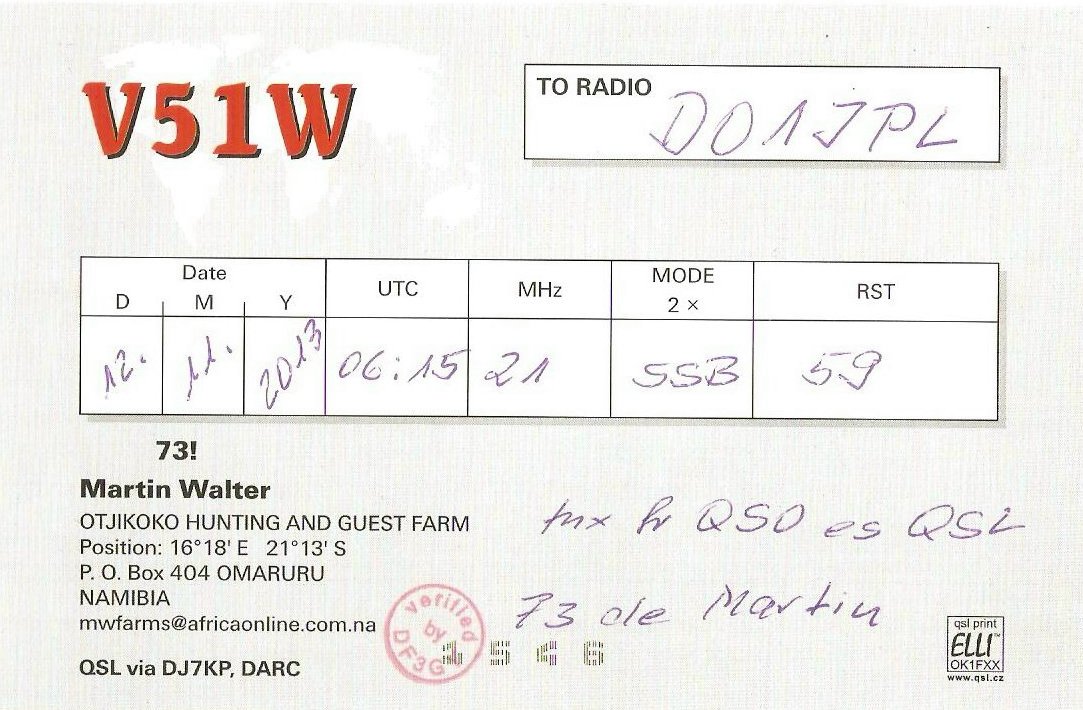 V51W
TO RADIO DO1JPL
Date
D M Y
UTC
MHz
MODE
2 ×
RST
12. 11. 2013 06:15 21 SSB 59
73!
Martin Walter
OTJIKOKO HUNTING AND GUEST FARM
Position: 16°18' E 21°13' S
P. O. Box 404 OMARURU
NAMIBIA
mwfarms@africaonline.com.na
QSL via DJ7KP, DARC
tnx fr QSO es QSL
73 de Martin
verified
by
DF3G
qsl print
ELLI™
OK1FXX
www.qsl.cz